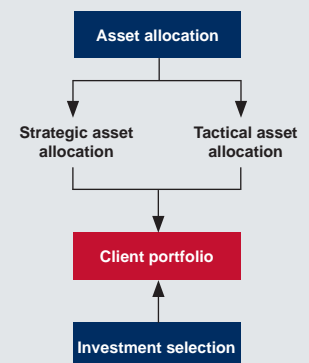 Asset allocation
Strategic asset
allocation
Tactical asset
allocation
Client portfolio
Investment selection